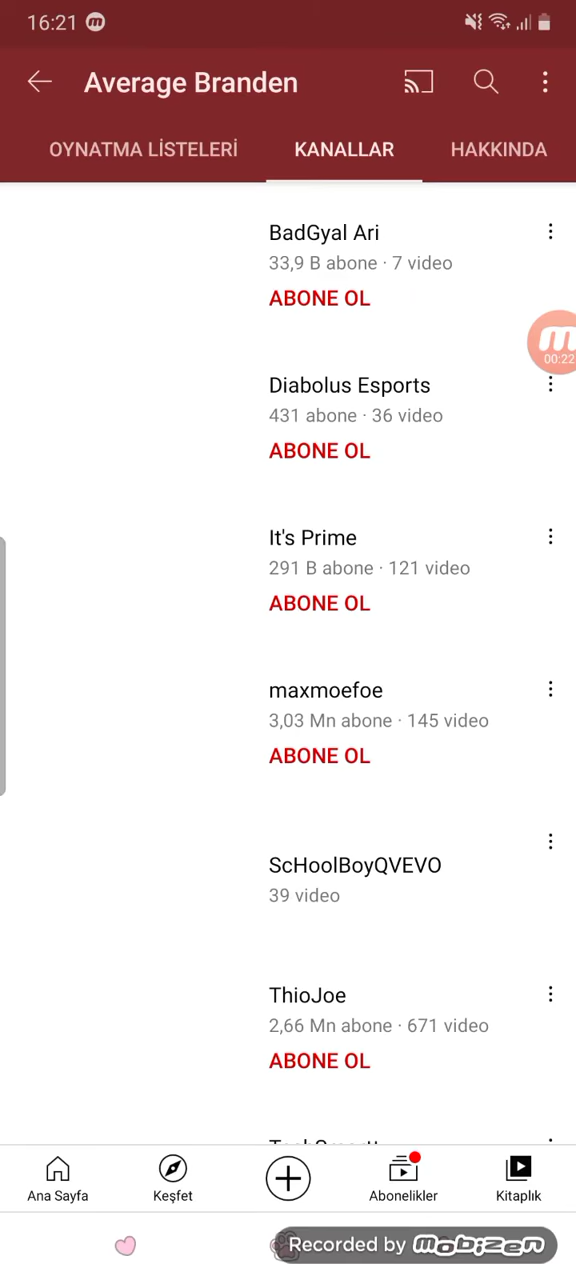 16:21
Average Branden
OYNATMA LİSTELERİ KANALLAR HAKKINDA
BadGyal Ari
33,9 B abone · 7 video
ABONE OL
00:22
Diabolus Esports
431 abone · 36 video
ABONE OL
It's Prime
291 B abone · 121 video
ABONE OL
maxmoefoe
3,03 Mn abone · 145 video
ABONE OL
ScHoolBoyQVEVO
39 video
ThioJoe
2,66 Mn abone · 671 video
ABONE OL
Ana Sayfa Keşfet Abonelikler Kitaplık
Recorded by mobizen